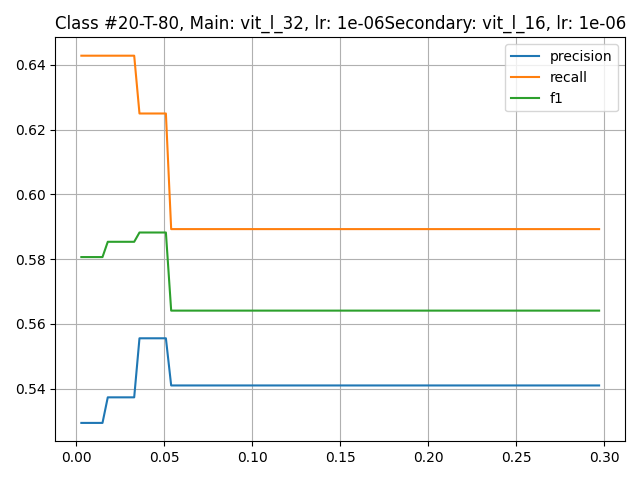 Class #20-T-80, Main: vit_l_32, lr: 1e-06Secondary: vit_l_16, lr: 1e-06
precision
recall
f1
0.64
0.62
0.60
0.58
0.56
0.54
0.00 0.05 0.10 0.15 0.20 0.25 0.30